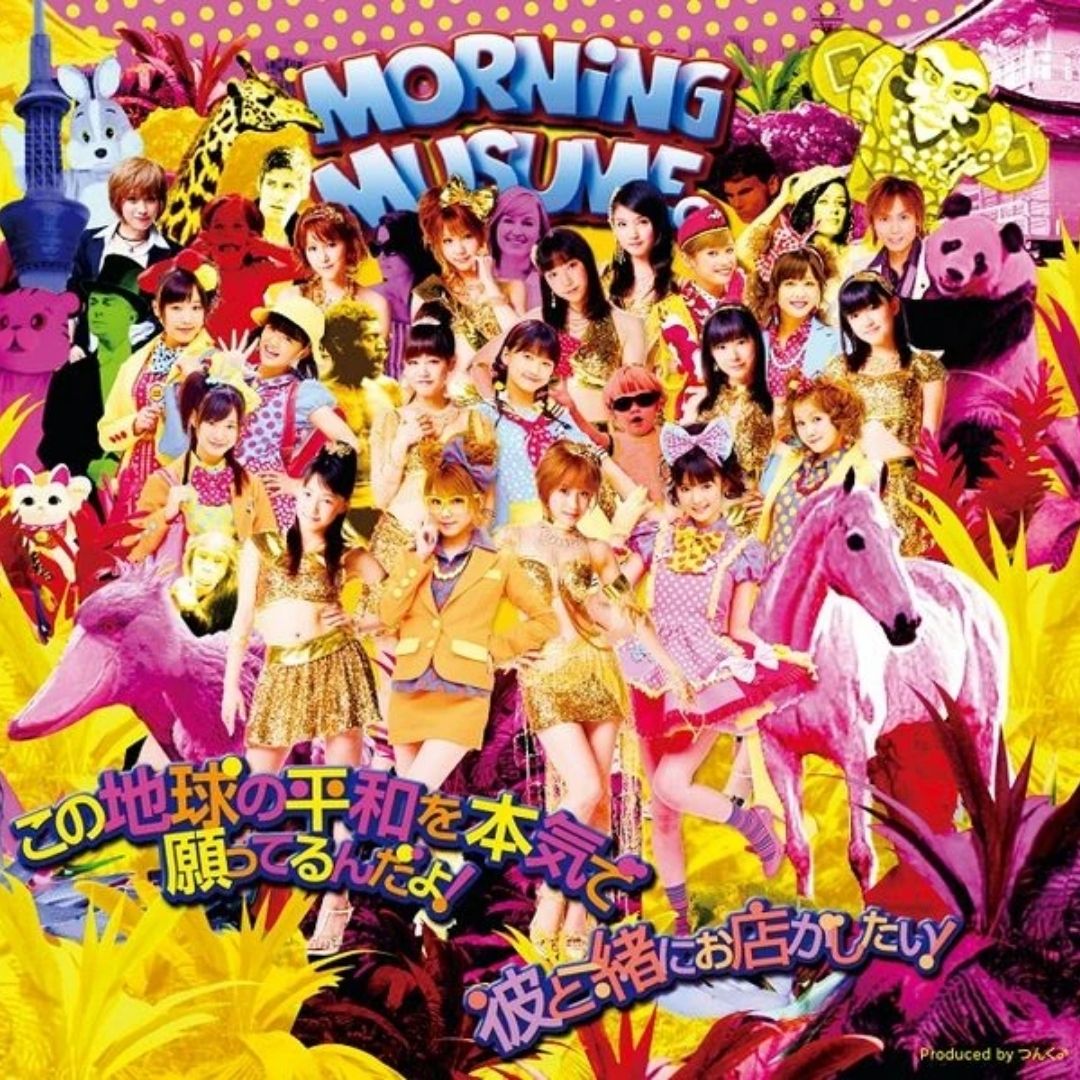 MORNING
MUSUME。
この地球の平和を本気で
願ってるんだよ!
彼と一緒にお店がしたい!
Produced by つんく♂